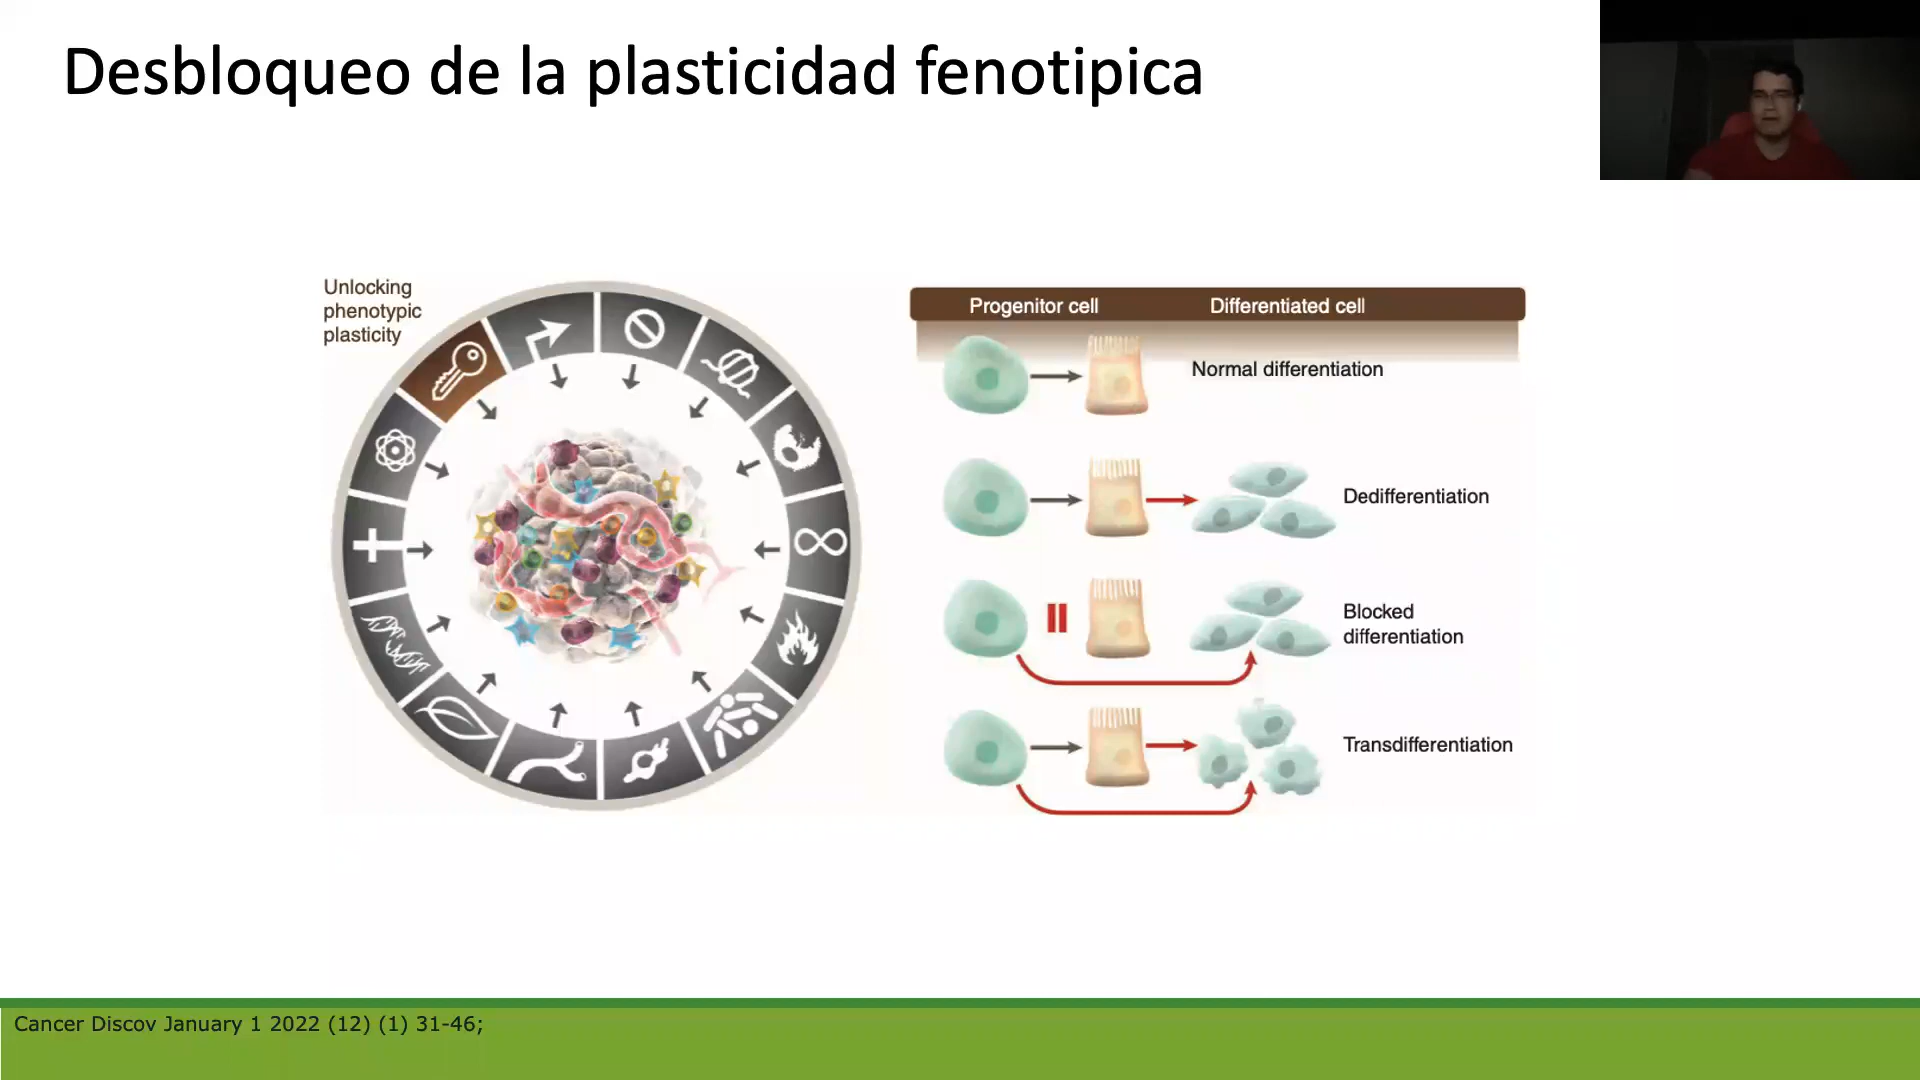 Desbloqueo de la plasticidad fenotipica
Unlocking
phenotypic
plasticity
Progenitor cell
Differentiated cell
Normal differentiation
Dedifferentiation
Blocked
differentiation
Transdifferentiation
Cancer Discov January 1 2022 (12) (1) 31-46;